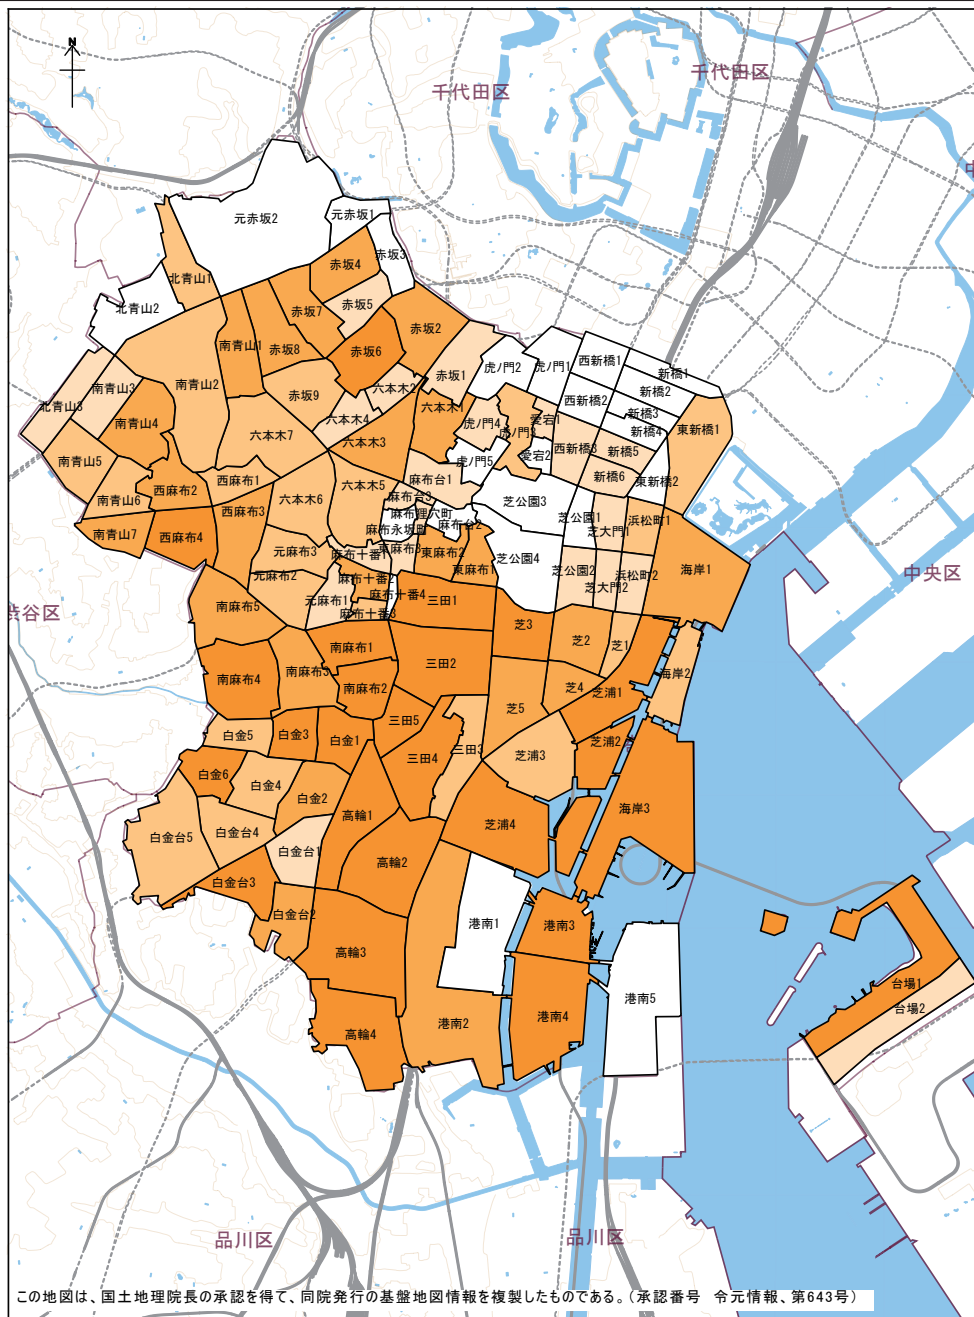 N
千代田区
千代田区
元赤坂2
元赤坂1
赤坂3
赤坂4
北青山1
赤坂5
北青山2
赤坂7
赤坂2
南青山1
赤坂8
赤坂6
虎ノ門2
虎ノ門1
西新橋1
新橋1
南青山3
南青山2
赤坂9
六本木2
赤坂1
新橋2
西新橋2
北青山3
六本木1
新橋3
南青山4
六本木4
虎ノ門4
虎ノ門3
愛宕1
新橋4
東新橋1
六本木7
六本木3
西新橋3
新橋5
南青山5
虎ノ門5
愛宕2
西麻布1
六本木5
麻布台1
新橋6
東新橋2
南青山6
西麻布2
六本木6
麻布台3
芝公園3
西麻布3
麻布狸穴町
芝公園1
浜松町1
南青山7
西麻布4
麻布永坂町
麻布台2
芝大門1
元麻布3
麻布十番1
東麻布3
東麻布2
芝公園4
元麻布2
麻布十番2
東麻布1
芝公園2
浜松町2
海岸1
中央区
南麻布5
元麻布1
麻布十番4
芝大門2
渋谷区
麻布十番3
三田1
芝3
南麻布1
芝2
芝1
南麻布4
南麻布3
三田2
海岸2
南麻布2
芝4
芝浦1
白金5
白金3
白金1
三田5
芝5
三田3
芝浦3
芝浦2
白金6
白金4
三田4
白金2
海岸3
白金台5
白金台4
高輪1
芝浦4
白金台1
高輪2
白金台3
白金台2
港南1
港南3
高輪3
台場1
港南5
台場2
高輪4
港南2
港南4
品川区
品川区
この地図は、国土地理院長の承認を得て、同院発行の基盤地図情報を複製したものである。（承認番号　令元情報、第643号）